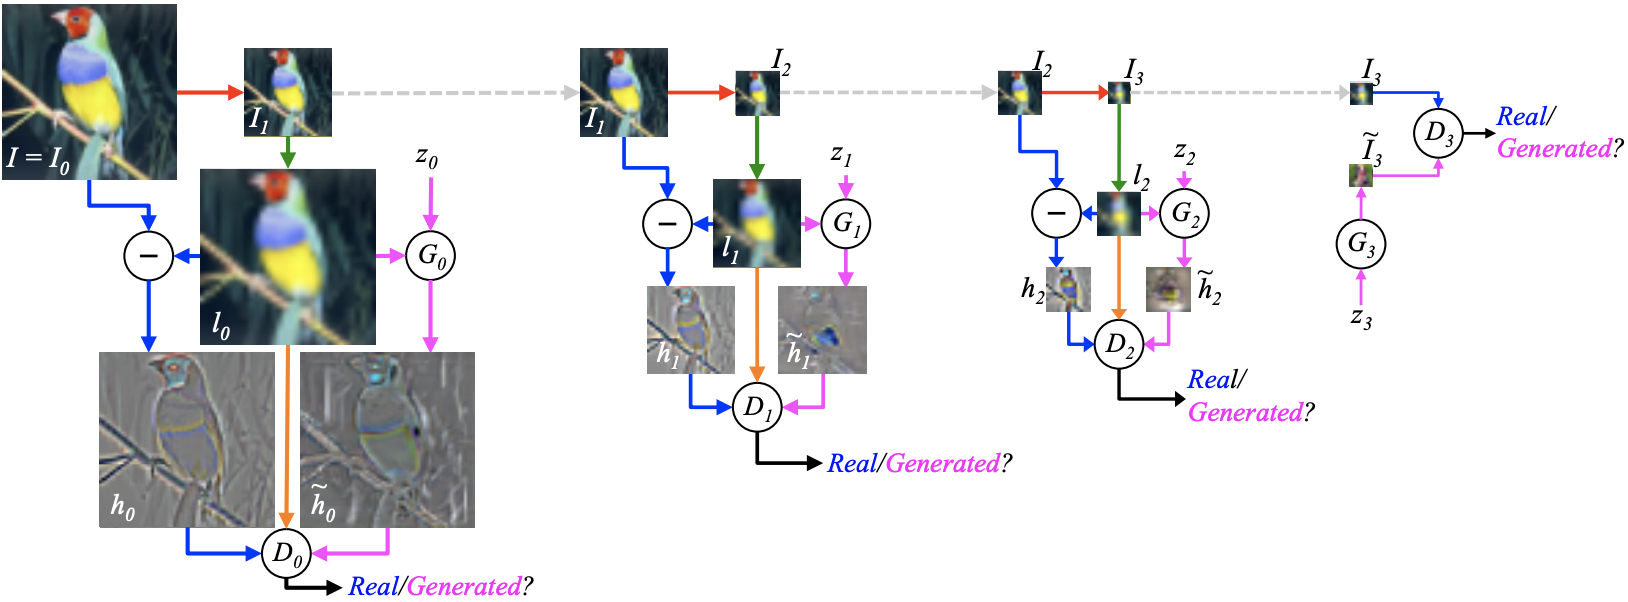 I = I₀
I₁
z₀
l₀
−
G₀
h₀
h̃₀
D₀
Real/Generated?
I₁
I₂
z₁
−
l₁
G₁
h₁
h̃₁
D₁
Real/Generated?
I₂
I₃
z₂
−
l₂
G₂
h₂
h̃₂
D₂
Real/
Generated?
I₃
Ĩ₃
D₃
Real/
Generated?
G₃
z₃